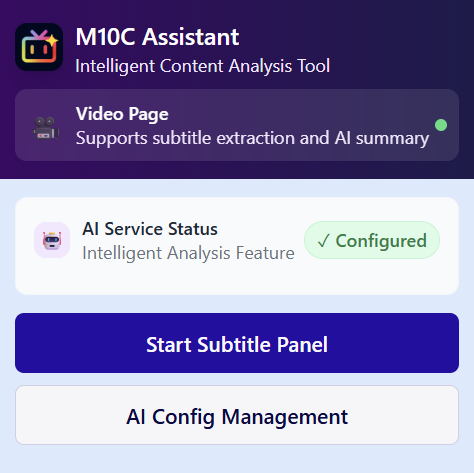 M10C Assistant
Intelligent Content Analysis Tool
Video Page
Supports subtitle extraction and AI summary
AI Service Status
Intelligent Analysis Feature
✓ Configured
Start Subtitle Panel
AI Config Management